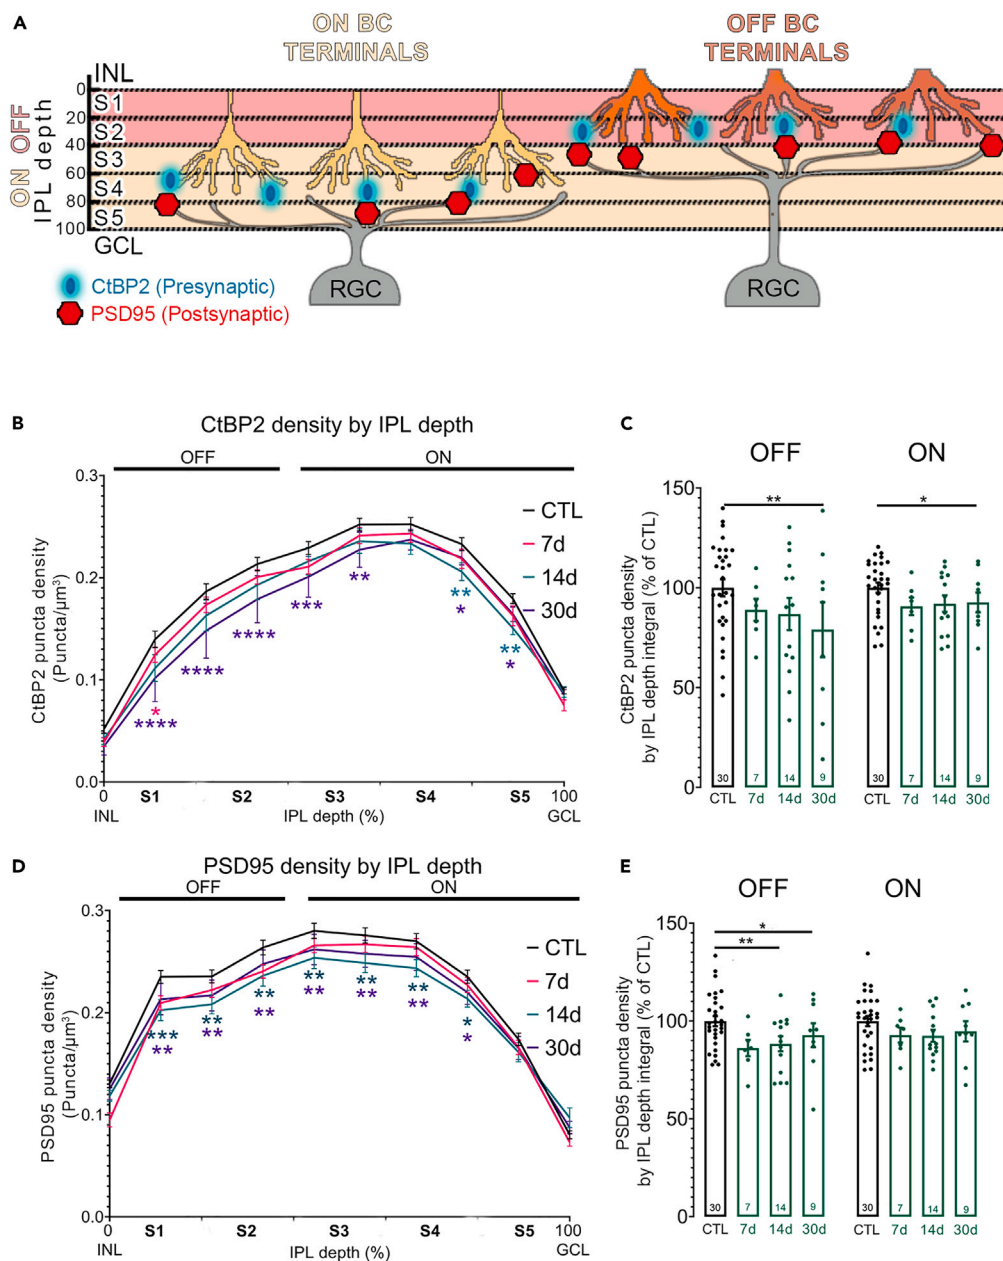 A
ON BC
TERMINALS
OFF BC
TERMINALS
ON OFF
IPL depth
INL
0
S1
20
S2
40
S3
60
S4
80
S5
100
GCL
RGC
RGC
CtBP2 (Presynaptic)
PSD95 (Postsynaptic)
B
CtBP2 density by IPL depth
OFF
ON
CtBP2 puncta density
(Puncta/μm³)
0.3
0.2
0.1
0.0
CTL
7d
14d
30d
***
**
****
****
*
****
**
*
**
*
0
S1
S2
S3
S4
S5
100
INL
IPL depth (%)
GCL
C
OFF
ON
CtBP2 puncta density
by IPL depth integral (% of CTL)
150
100
50
0
**
*
30
7
14
9
30
7
14
9
CTL
7d
14d
30d
CTL
7d
14d
30d
D
PSD95 density by IPL depth
OFF
ON
PSD95 puncta density
(Puncta/μm³)
0.3
0.2
0.1
0.0
CTL
7d
14d
30d
***
**
**
**
**
**
**
**
**
**
**
**
*
*
0
S1
S2
S3
S4
S5
100
INL
IPL depth (%)
GCL
E
OFF
ON
PSD95 puncta density
by IPL depth integral (% of CTL)
150
100
50
0
*
**
30
7
14
9
30
7
14
9
CTL
7d
14d
30d
CTL
7d
14d
30d